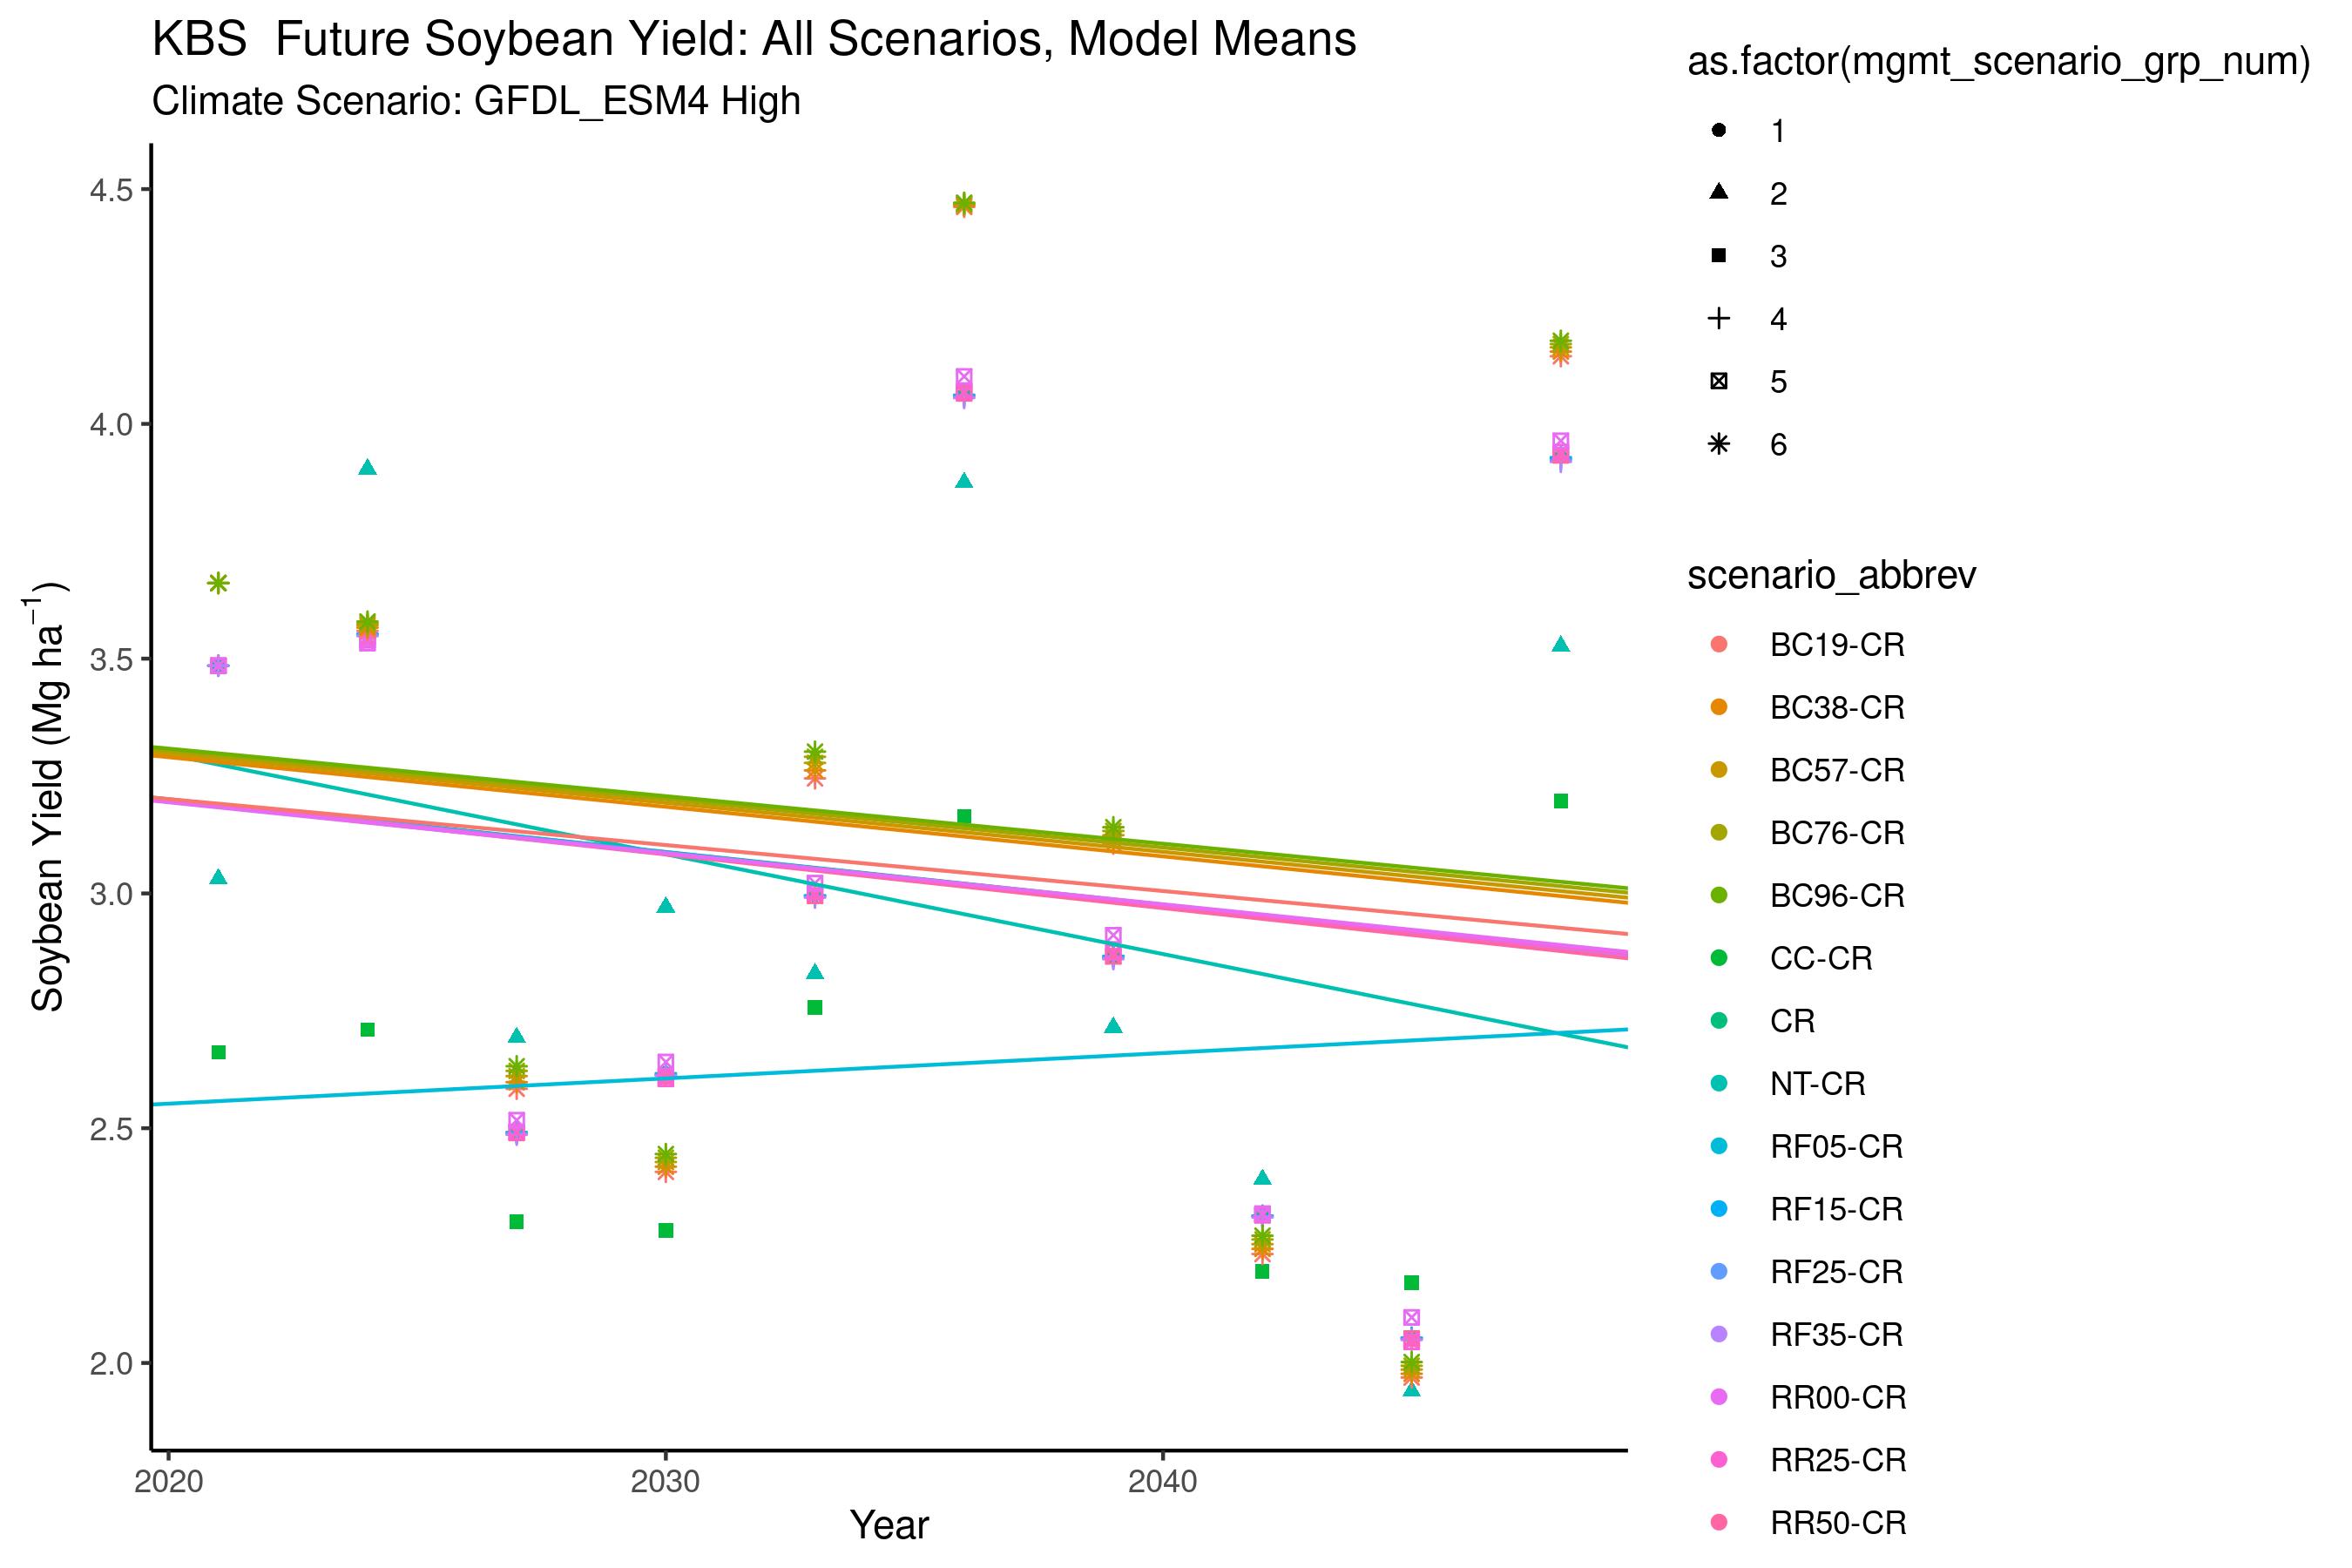 KBS  Future Soybean Yield: All Scenarios, Model Means
Climate Scenario: GFDL_ESM4 High
Soybean Yield (Mg ha⁻¹)
4.5
4.0
3.5
3.0
2.5
2.0
2020
2030
2040
Year
as.factor(mgmt_scenario_grp_num)
1
2
3
4
5
6
scenario_abbrev
BC19-CR
BC38-CR
BC57-CR
BC76-CR
BC96-CR
CC-CR
CR
NT-CR
RF05-CR
RF15-CR
RF25-CR
RF35-CR
RR00-CR
RR25-CR
RR50-CR